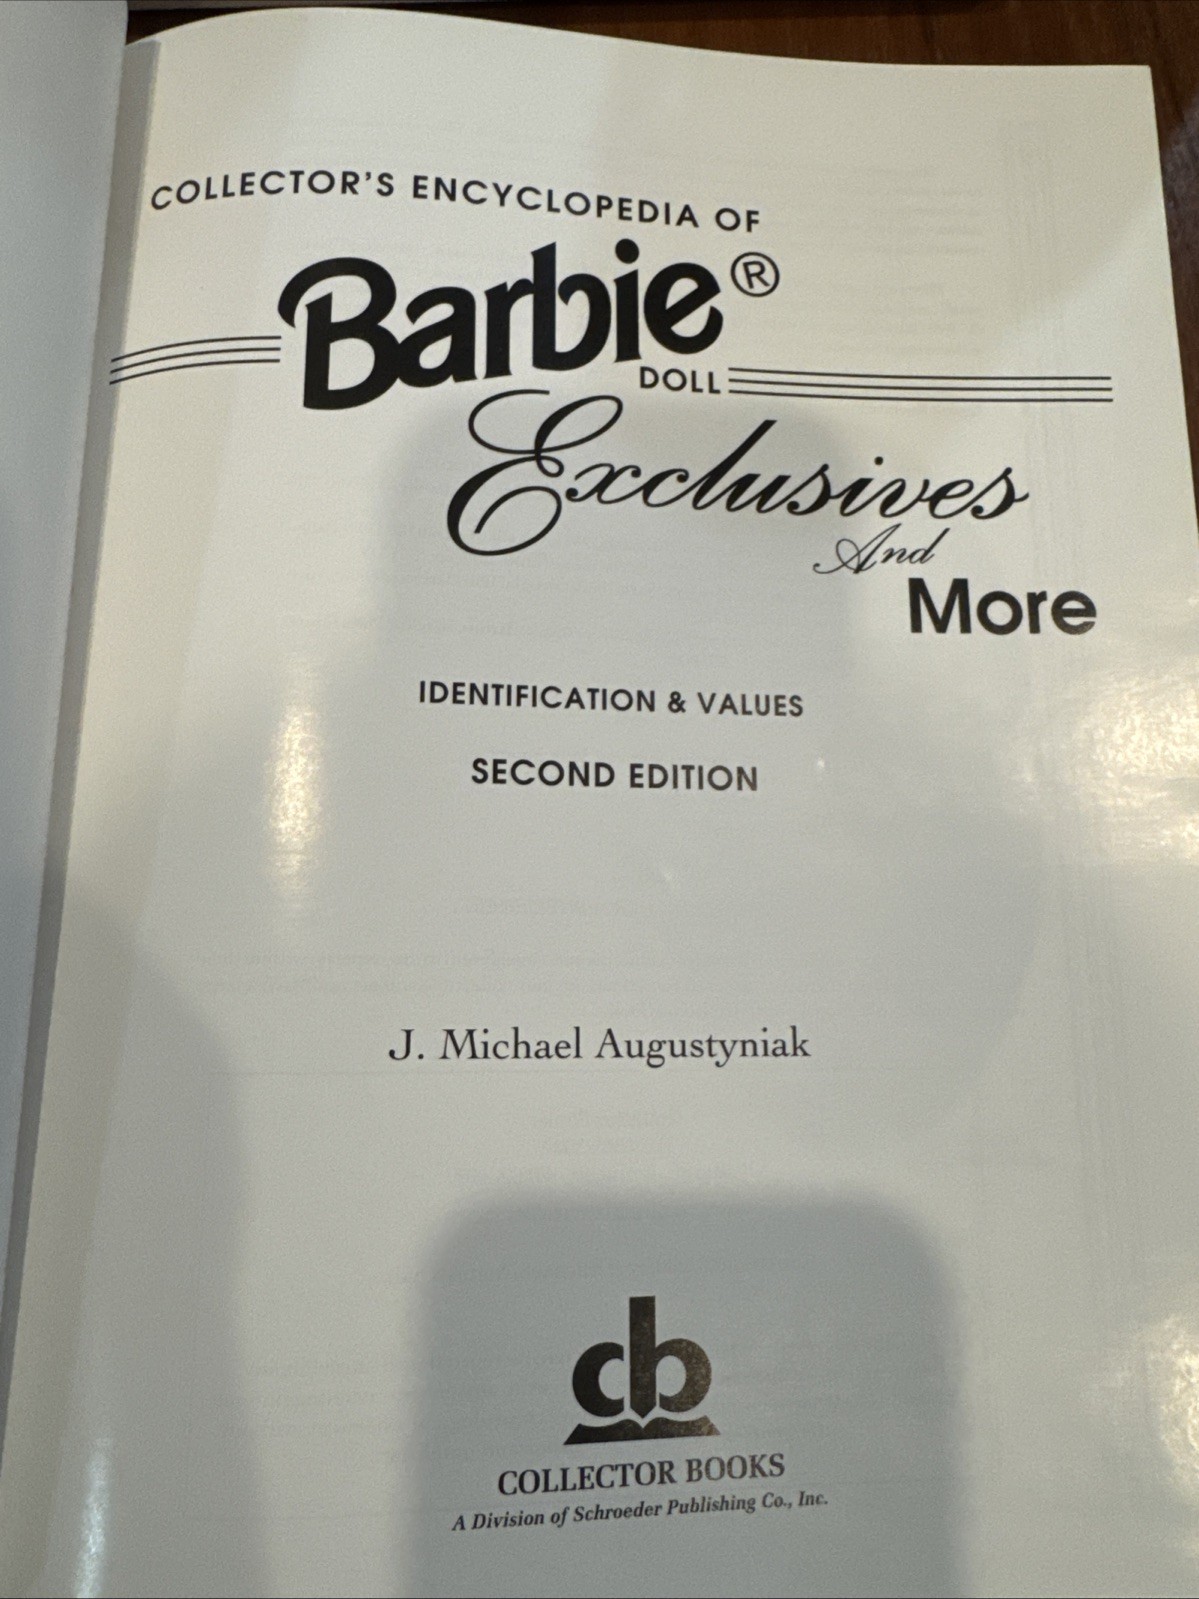 COLLECTOR'S ENCYCLOPEDIA OF
Barbie®
DOLL
Exclusives
And
More
IDENTIFICATION & VALUES
SECOND EDITION
J. Michael Augustyniak
cb
COLLECTOR BOOKS
A Division of Schroeder Publishing Co., Inc.